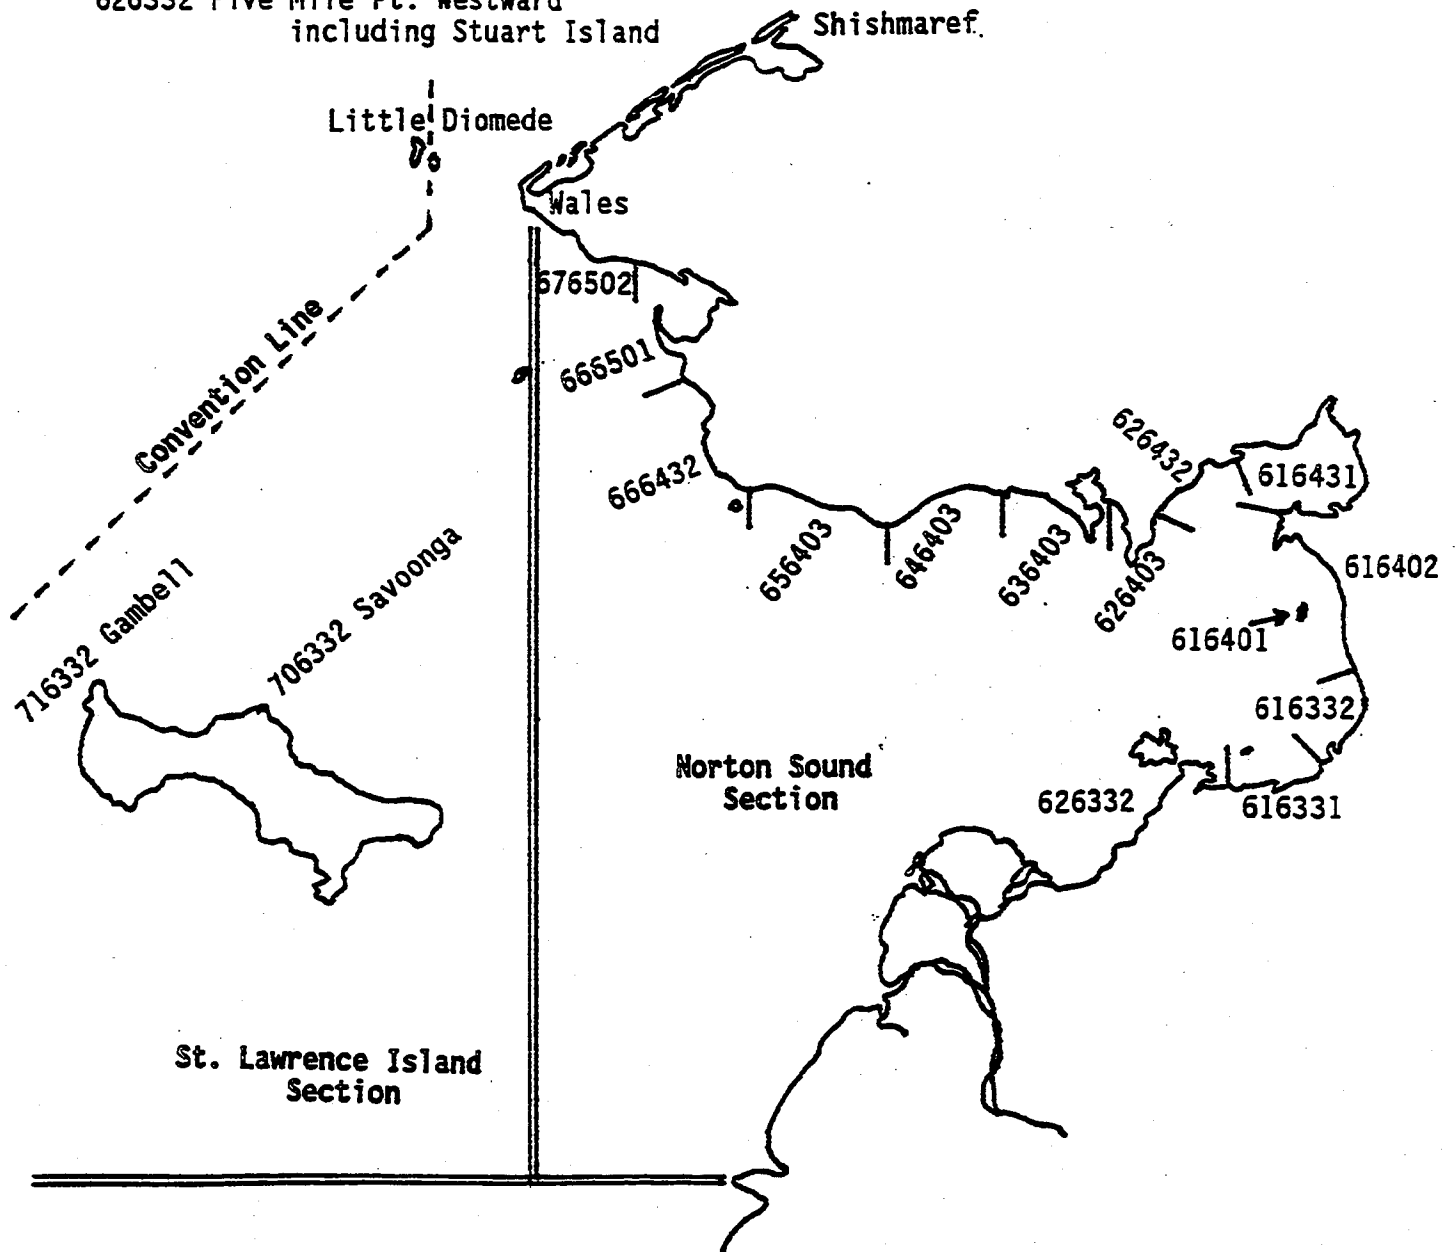 626332 Five Mile Pt. Westward
including Stuart Island
Shishmaref.
Little Diomede
Wales
676502
Convention Line
666501
626432
616431
666432
656403
646403
636403
626403
616402
616401
716332 Gambell
706332 Savoonga
616332
Norton Sound
Section
626332
616331
St. Lawrence Island
Section